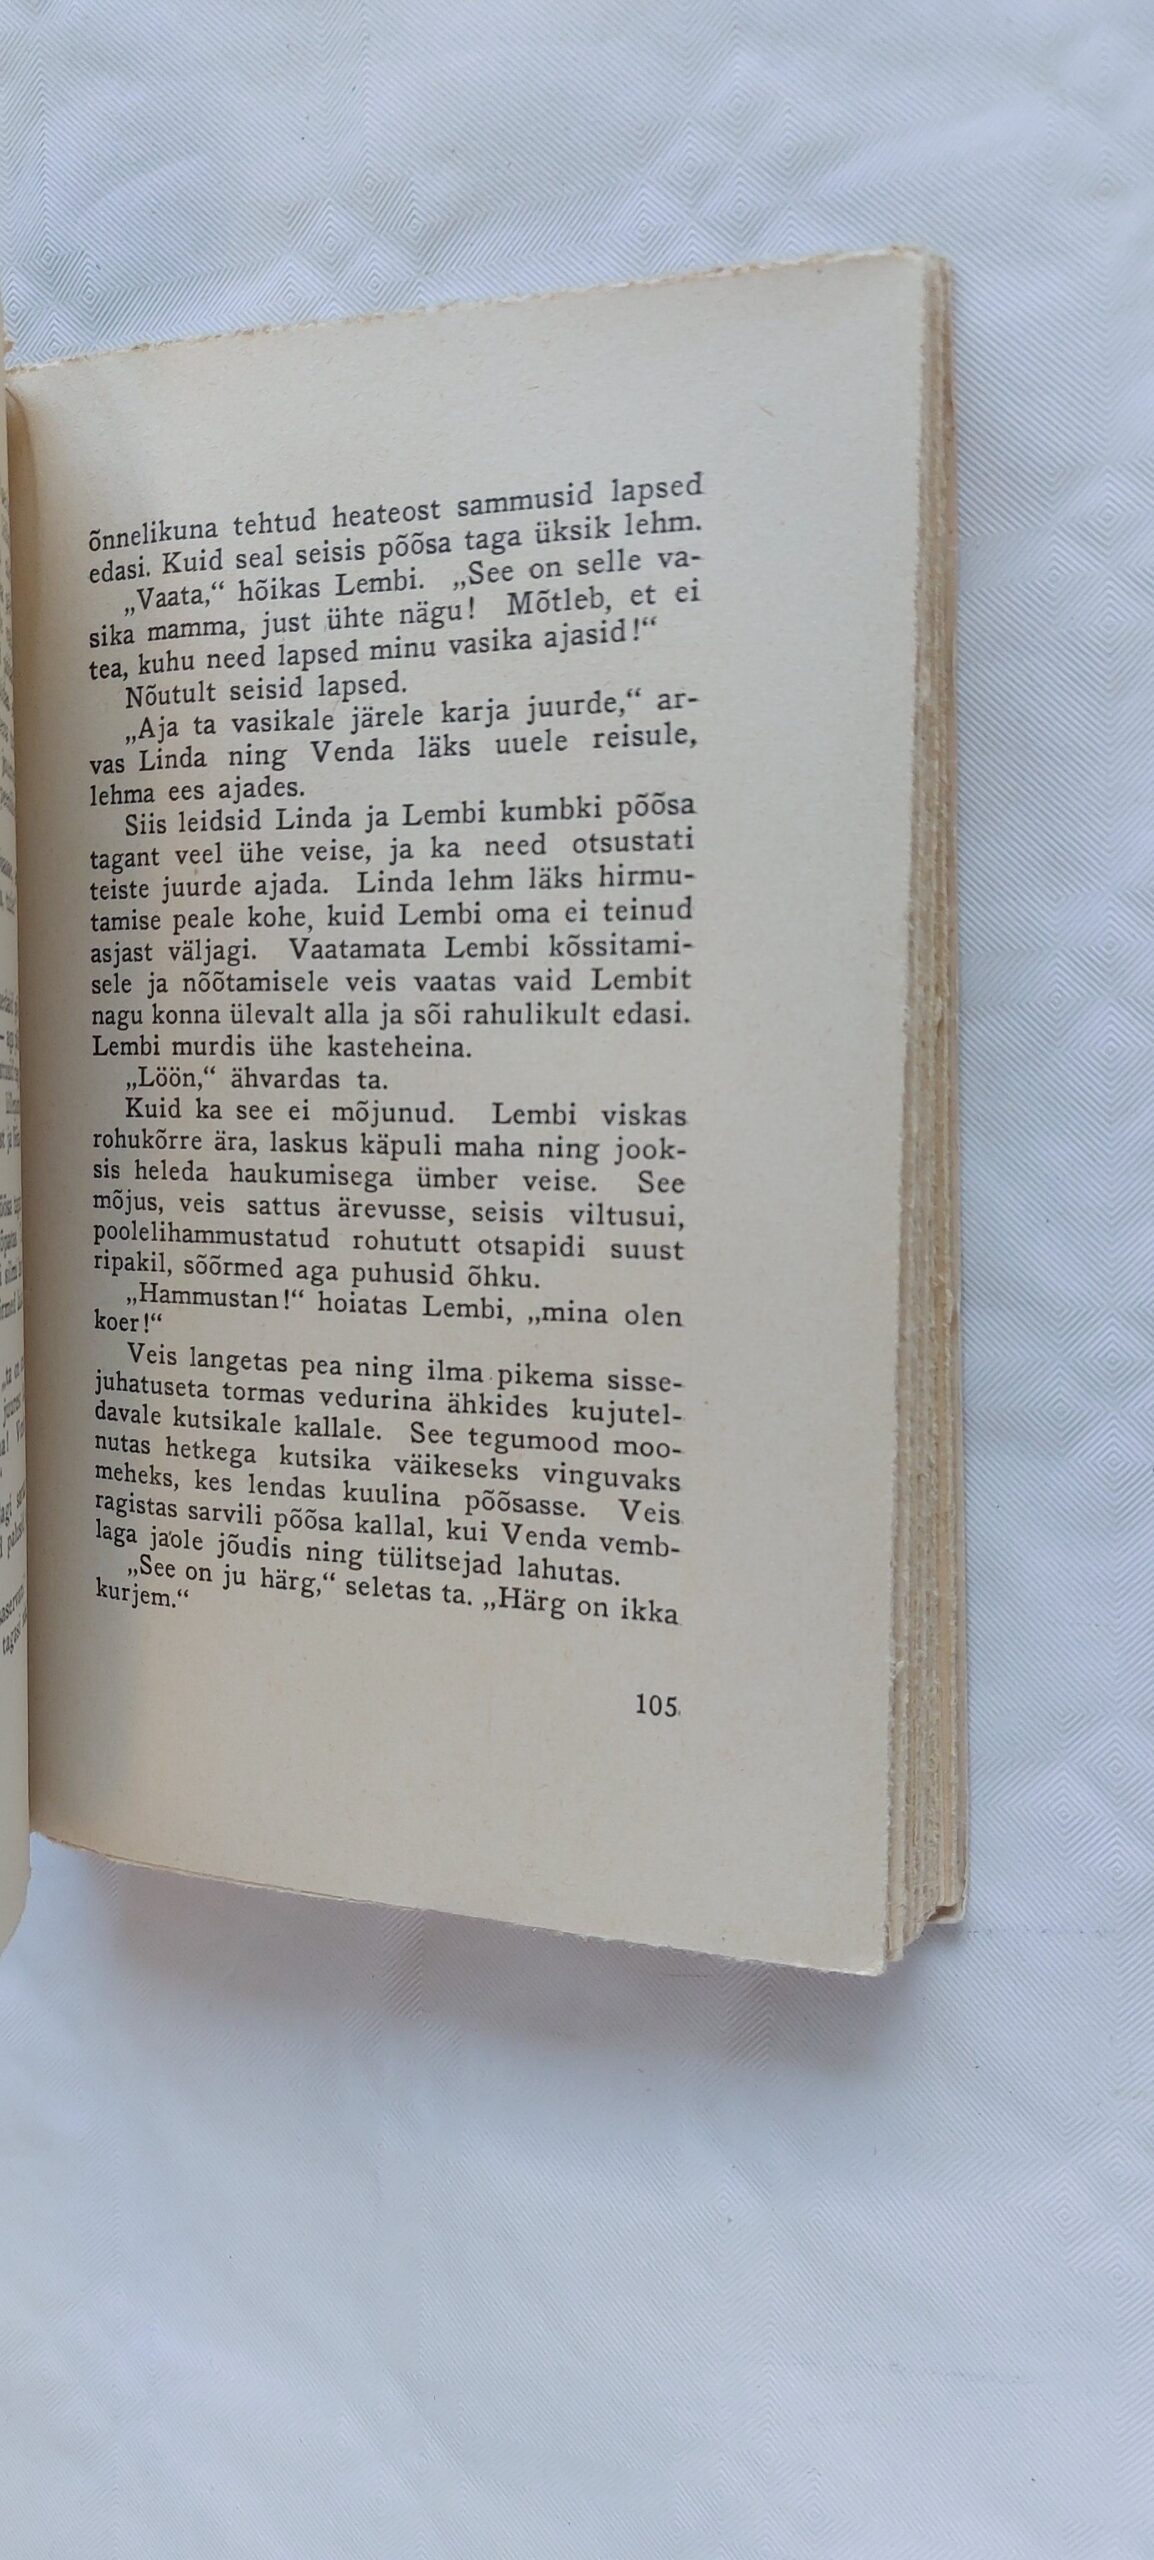 õnnelikuna tehtud heateost sammusid lapsed
edasi. Kuid seal seisis põõsa taga üksik lehm.
„Vaata,“ hõikas Lembi. „See on selle va-
sika mamma, just ühte nägu! Mõtleb, et ei
tea, kuhu need lapsed minu vasika ajasid!“
Nõutult seisid lapsed.
„Aja ta vasikale järele karja juurde,“ ar-
vas Linda ning Venda läks uuele reisule,
lehma ees ajades.
Siis leidsid Linda ja Lembi kumbki põõsa
tagant veel ühe veise, ja ka need otsustati
teiste juurde ajada. Linda lehm läks hirmu-
tamise peale kohe, kuid Lembi oma ei teinud
asjast väljagi. Vaatamata Lembi kõssitami-
sele ja nöötamisele veis vaatas vaid Lembit
nagu konna ülevalt alla ja sõi rahulikult edasi.
Lembi murdis ühe kasteheina.
„Löön,“ ähvardas ta.
Kuid ka see ei mõjunud. Lembi viskas
rohukõrre ära, laskus käpuli maha ning jook-
sis heleda haukumisega ümber veise. See
mõjus, veis sattus ärevusse, seisis viltusui,
poolelihammustatud rohututt otsapidi suust
ripakil, sõõrmed aga puhusid õhku.
„Hammustan!“ hoiatas Lembi, „mina olen
koer!“
Veis langetas pea ning ilma pikema sisse-
juhatuseta tormas vedurina ähkides kujutel-
davale kutsikale kallale. See tegumood moo-
nutas hetkega kutsika väikeseks vinguvaks
meheks, kes lendas kuulina põõsasse. Veis
ragistas sarvili põõsa kallal, kui Venda vemb-
laga jaole jõudis ning tülitsejad lahutas.
„See on ju härg,“ seletas ta. „Härg on ikka
kurjem.“
105